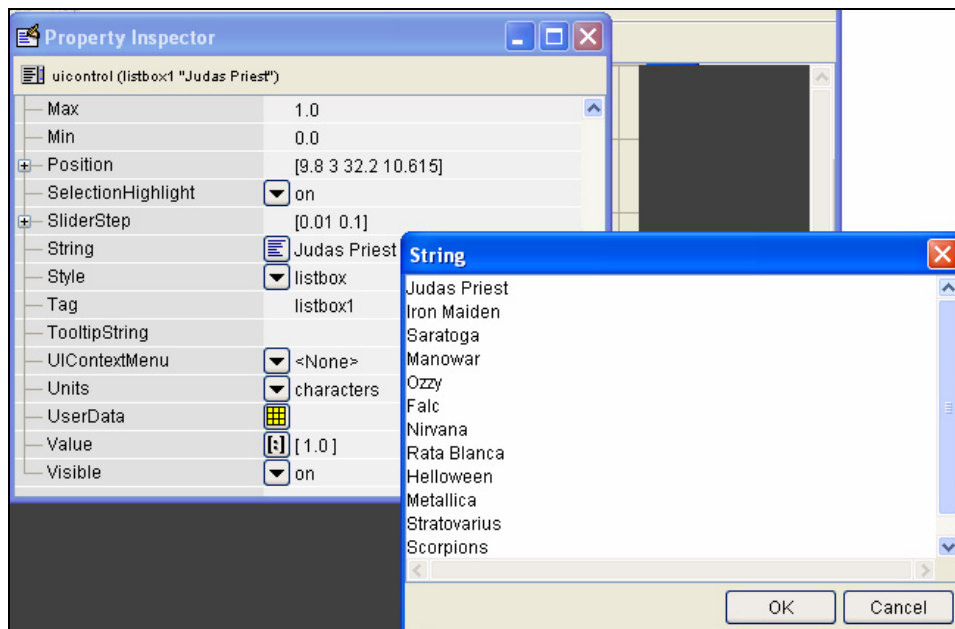 Property Inspector
uicontrol (listbox1 "Judas Priest")
Max 1.0
Min 0.0
Position [9.8 3 32.2 10.615]
SelectionHighlight on
SliderStep [0.01 0.1]
String Judas Priest
Style listbox
Tag listbox1
TooltipString
UIContextMenu <None>
Units characters
UserData
Value [ 1.0 ]
Visible on
String
Judas Priest
Iron Maiden
Saratoga
Manowar
Ozzy
Falc
Nirvana
Rata Blanca
Helloween
Metallica
Stratovarius
Scorpions
OK Cancel